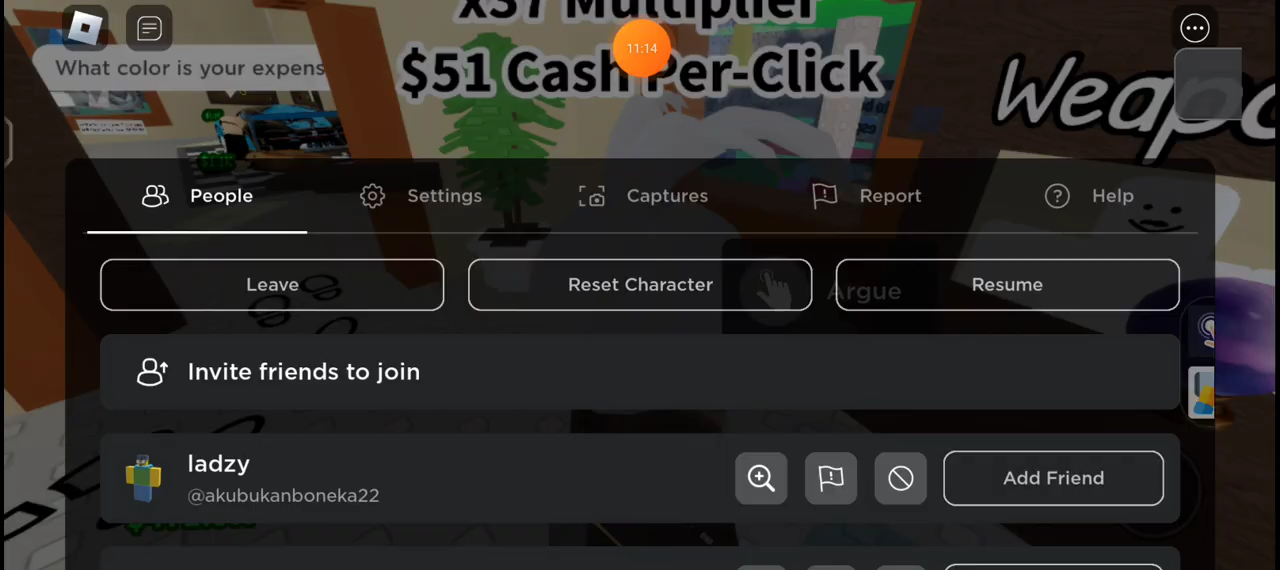 x37 Multiplier
11:14
What color is your expens
$51 Cash Per-Click
Weapo
People
Settings
Captures
Report
Help
Leave
Reset Character
Argue
Resume
Invite friends to join
ladzy
@akubukanboneka22
Add Friend